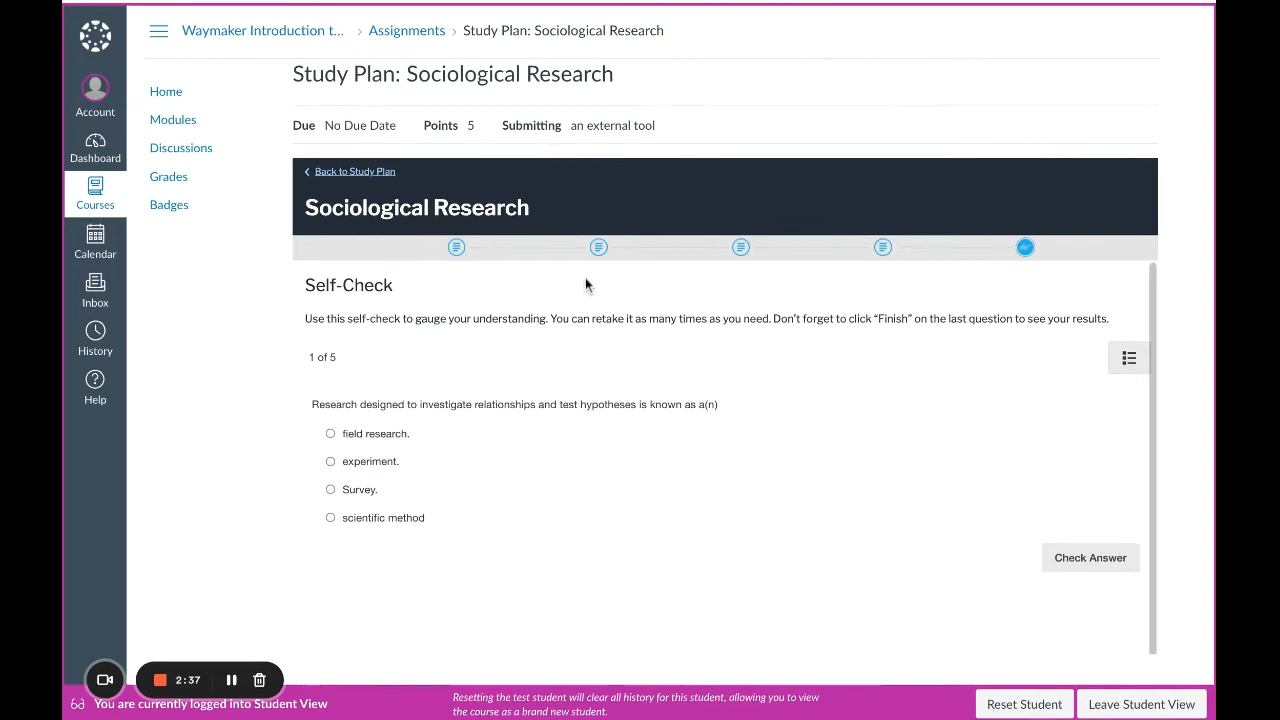 Waymaker Introduction t... › Assignments › Study Plan: Sociological Research
Account
Dashboard
Courses
Calendar
Inbox
History
Help
Home
Modules
Discussions
Grades
Badges
Study Plan: Sociological Research
Due No Due Date Points 5 Submitting an external tool
Back to Study Plan
Sociological Research
Self-Check
Use this self-check to gauge your understanding. You can retake it as many times as you need. Don't forget to click “Finish” on the last question to see your results.
1 of 5
Research designed to investigate relationships and test hypotheses is known as a(n)
field research.
experiment.
Survey.
scientific method
Check Answer
2:37
You are currently logged into Student View
Resetting the test student will clear all history for this student, allowing you to view
the course as a brand new student.
Reset Student
Leave Student View